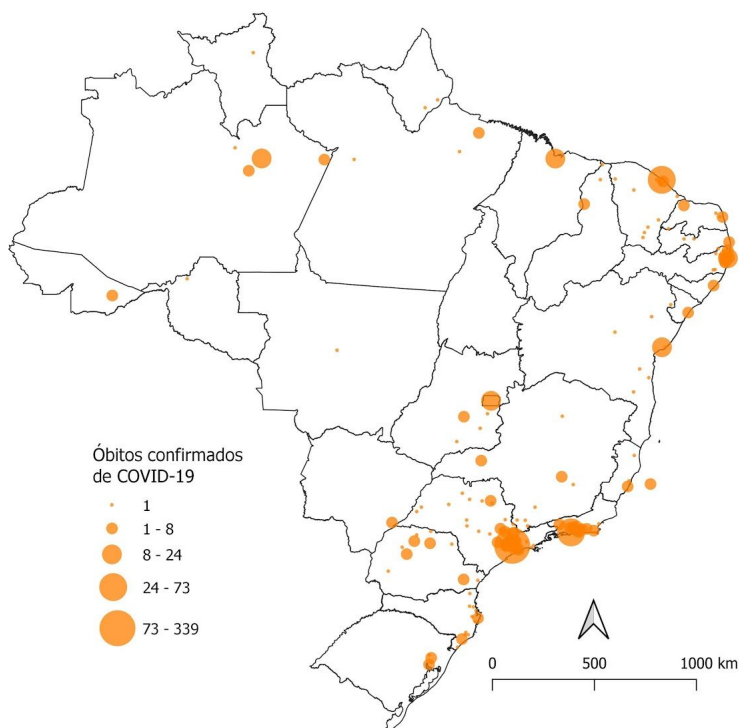 Óbitos confirmados
de COVID-19
1
1 - 8
8 - 24
24 - 73
73 - 339
0 500 1000 km